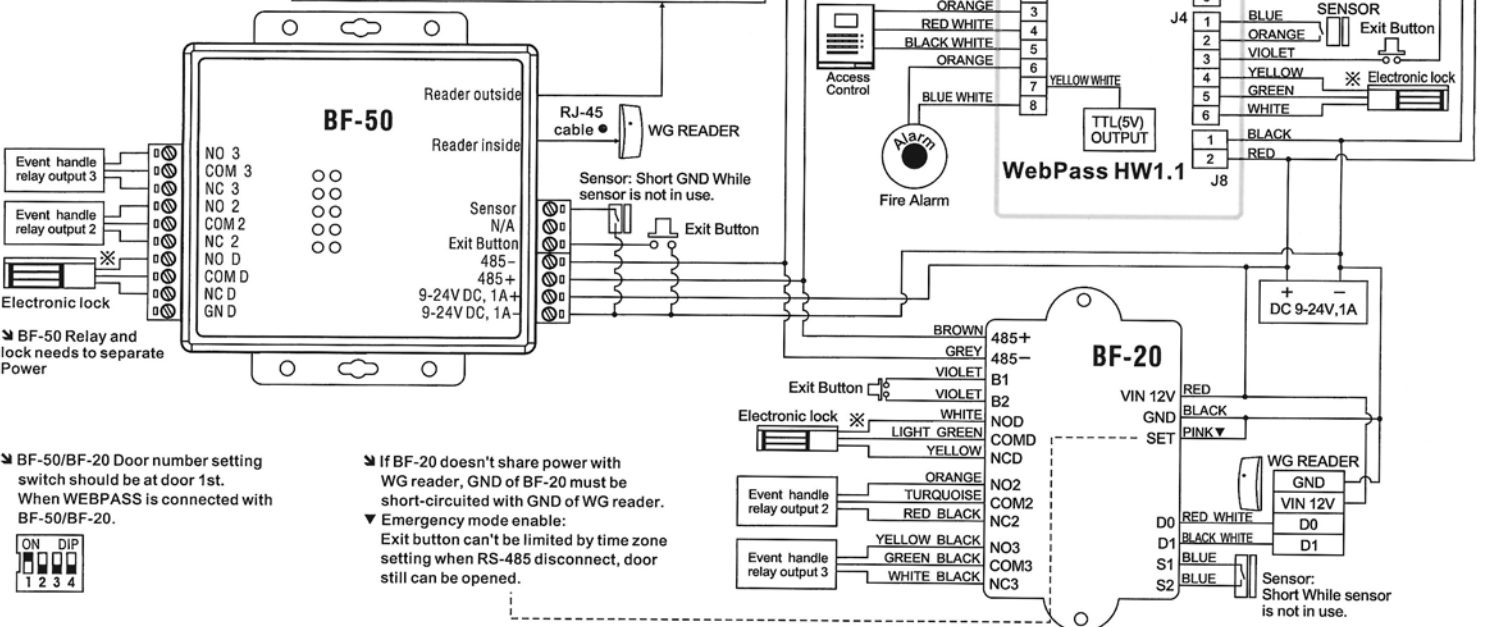 BF-50
Reader outside
Reader inside
RJ-45
cable
WG READER
Event handle
relay output 3
Event handle
relay output 2
※
Electronic lock
NO 3
COM 3
NC 3
NO 2
COM2
NC 2
NO D
COM D
NC D
GN D
Sensor: Short GND While
sensor is not in use.
Sensor
N/A
Exit Button
485-
485+
9-24V DC, 1A+
9-24V DC, 1A-
Exit Button
BF-50 Relay and
lock needs to separate
Power
BF-50/BF-20 Door number setting
switch should be at door 1st.
When WEBPASS is connected with
BF-50/BF-20.
ON DIP
1 2 3 4
If BF-20 doesn't share power with
WG reader, GND of BF-20 must be
short-circuited with GND of WG reader.
▼ Emergency mode enable:
Exit button can't be limited by time zone
setting when RS-485 disconnect, door
still can be opened.
Access
Control
ORANGE 3
RED WHITE 4
BLACK WHITE 5
ORANGE 6
YELLOW WHITE 7
BLUE WHITE 8
Alarm
Fire Alarm
TTL(5V)
OUTPUT
WebPass HW1.1
J4
1 BLUE
2 ORANGE
3 VIOLET
4 YELLOW
5 GREEN
6 WHITE
SENSOR
Exit Button
※ Electronic lock
1 BLACK
2 RED
J8
+ −
DC 9-24V,1A
BF-20
BROWN 485+
GREY 485−
VIOLET B1
VIOLET B2
Exit Button
WHITE NOD
LIGHT GREEN COMD
YELLOW NCD
Electronic lock ※
ORANGE NO2
TURQUOISE COM2
RED BLACK NC2
Event handle
relay output 2
YELLOW BLACK NO3
GREEN BLACK COM3
WHITE BLACK NC3
Event handle
relay output 3
VIN 12V RED
GND BLACK
SET PINK▼
WG READER
GND
VIN 12V
D0
D1
D0 RED WHITE
D1 BLACK WHITE
S1 BLUE
S2 BLUE
Sensor:
Short While sensor
is not in use.